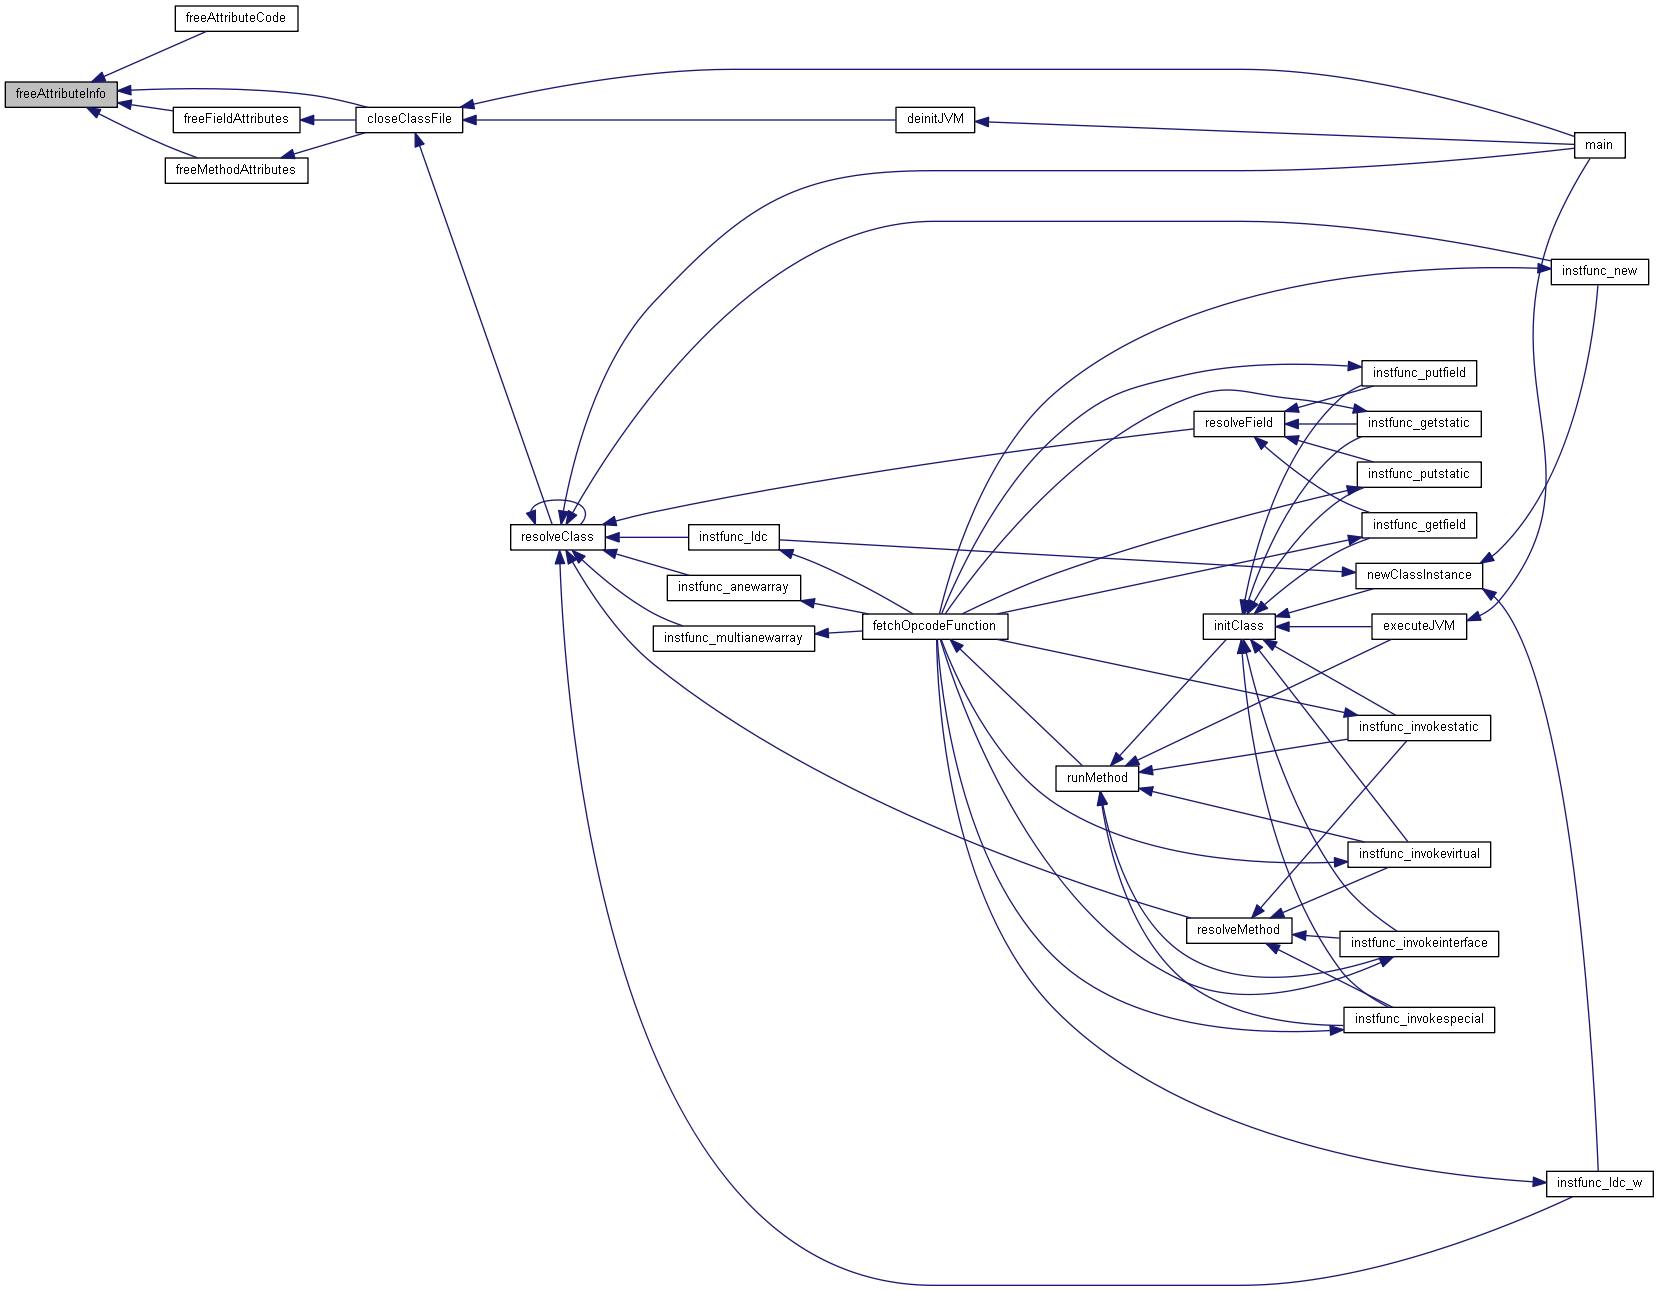 freeAttributeCode
freeAttributeInfo
freeFieldAttributes
closeClassFile
deinitJVM
main
freeMethodAttributes
instfunc_new
instfunc_putfield
resolveField
instfunc_getstatic
instfunc_putstatic
instfunc_getfield
resolveClass
instfunc_ldc
newClassInstance
instfunc_anewarray
fetchOpcodeFunction
initClass
executeJVM
instfunc_multianewarray
instfunc_invokestatic
runMethod
instfunc_invokevirtual
resolveMethod
instfunc_invokeinterface
instfunc_invokespecial
instfunc_ldc_w